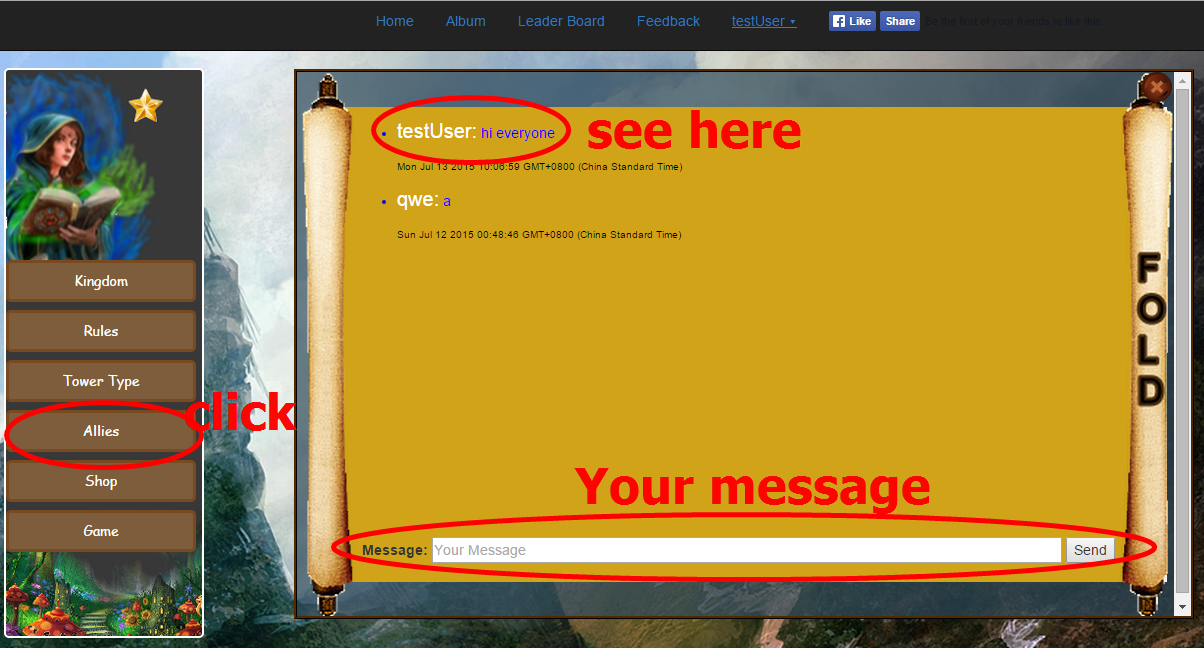 Home Album Leader Board Feedback testUser Like Share Be the first of your friends to like this.
testUser: hi everyone see here
Mon Jul 13 2015 10:06:59 GMT+0800 (China Standard Time)
qwe: a
Sun Jul 12 2015 00:48:46 GMT+0800 (China Standard Time)
FOLD
Kingdom
Rules
Tower Type
click
Allies
Shop
Game
Your message
Message: Your Message Send